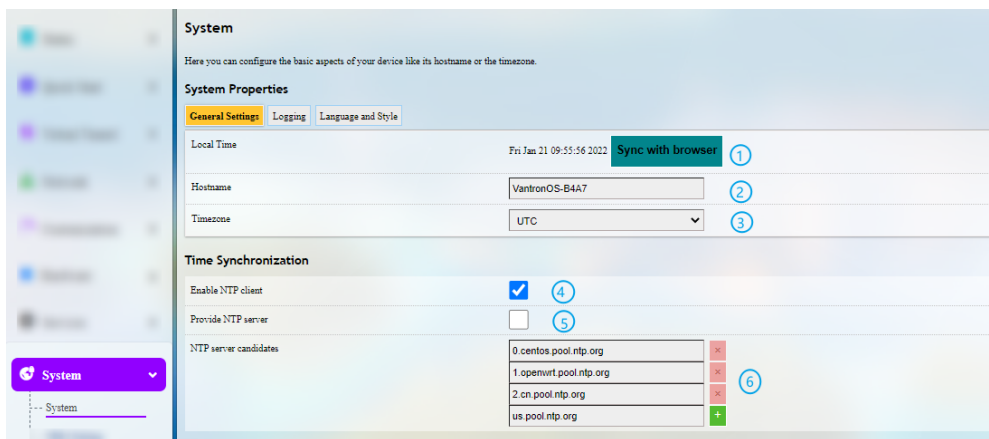 System
Here you can configure the basic aspects of your device like its hostname or the timezone.
System Properties
General Settings Logging Language and Style
Local Time Fri Jan 21 09:55:56 2022 Sync with browser 1
Hostname VantronOS-B4A7 2
Timezone UTC 3
Time Synchronization
Enable NTP client 4
Provide NTP server 5
NTP server candidates 0.centos.pool.ntp.org ×
1.openwrt.pool.ntp.org ×
2.cn.pool.ntp.org × 6
us.pool.ntp.org +
System
System